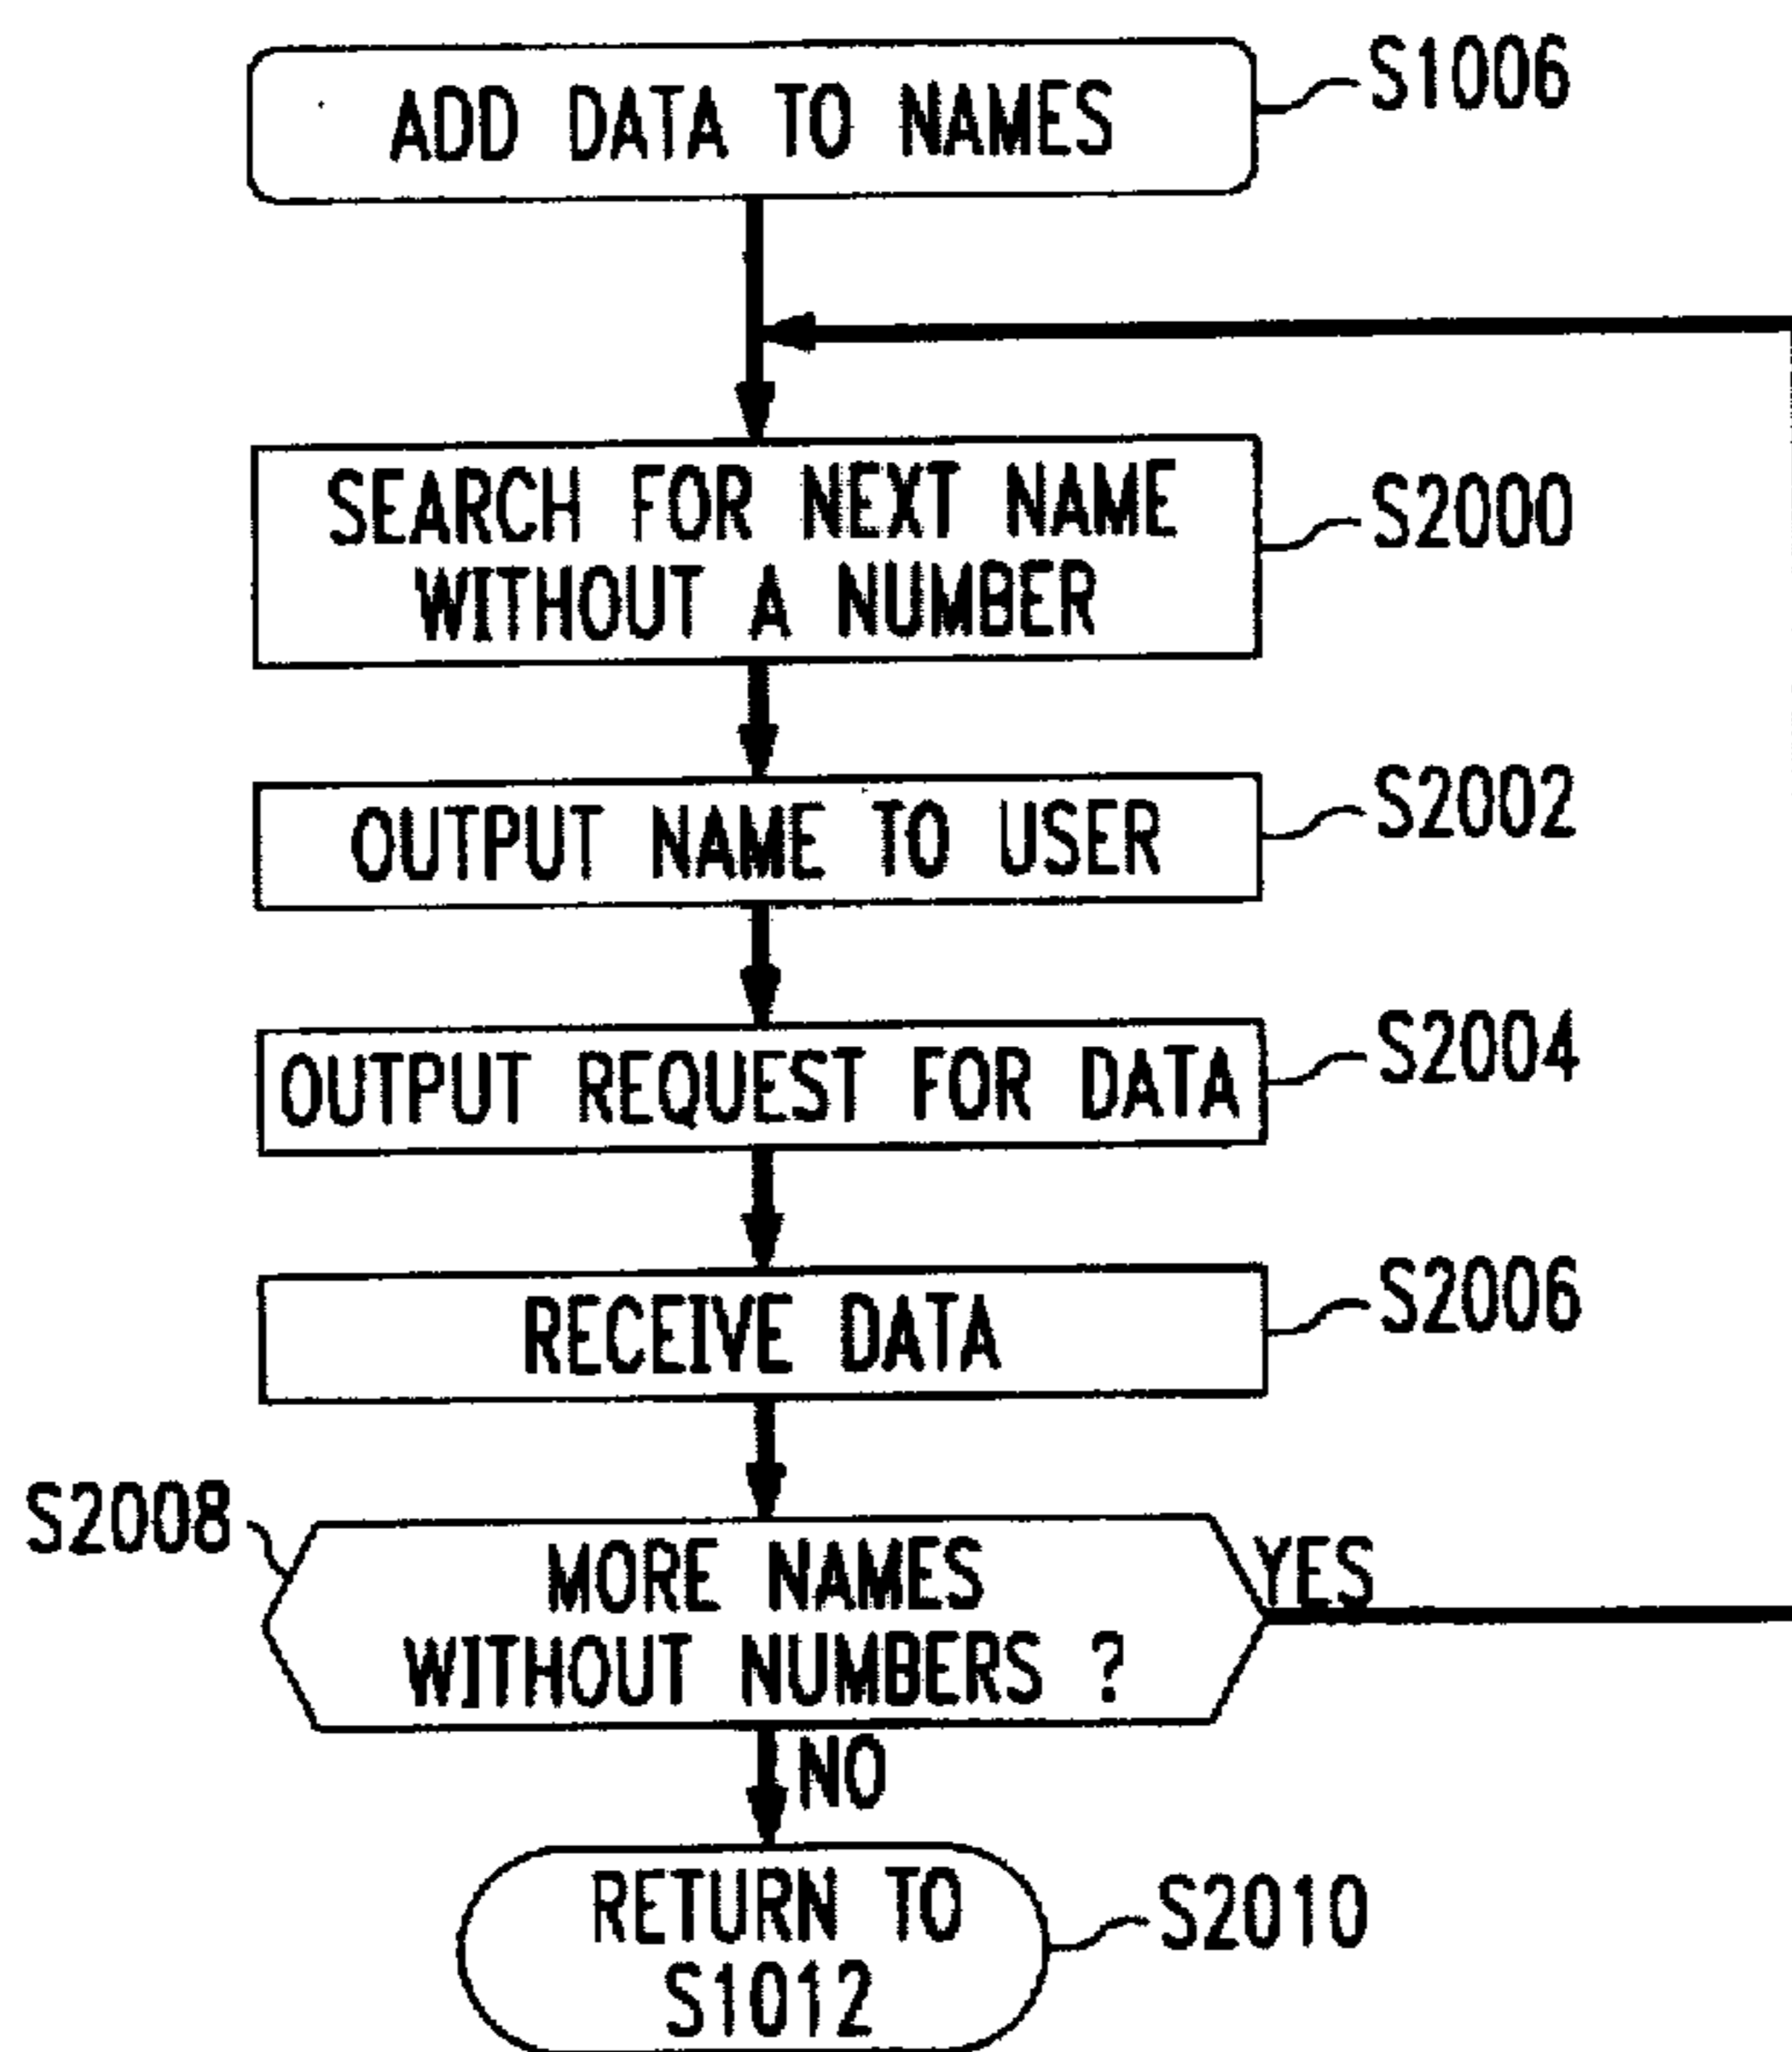 ADD DATA TO NAMES
S1006
SEARCH FOR NEXT NAME
WITHOUT A NUMBER
S2000
OUTPUT NAME TO USER
S2002
OUTPUT REQUEST FOR DATA
S2004
RECEIVE DATA
S2006
S2008
MORE NAMES
WITHOUT NUMBERS ?
YES
NO
RETURN TO
S1012
S2010